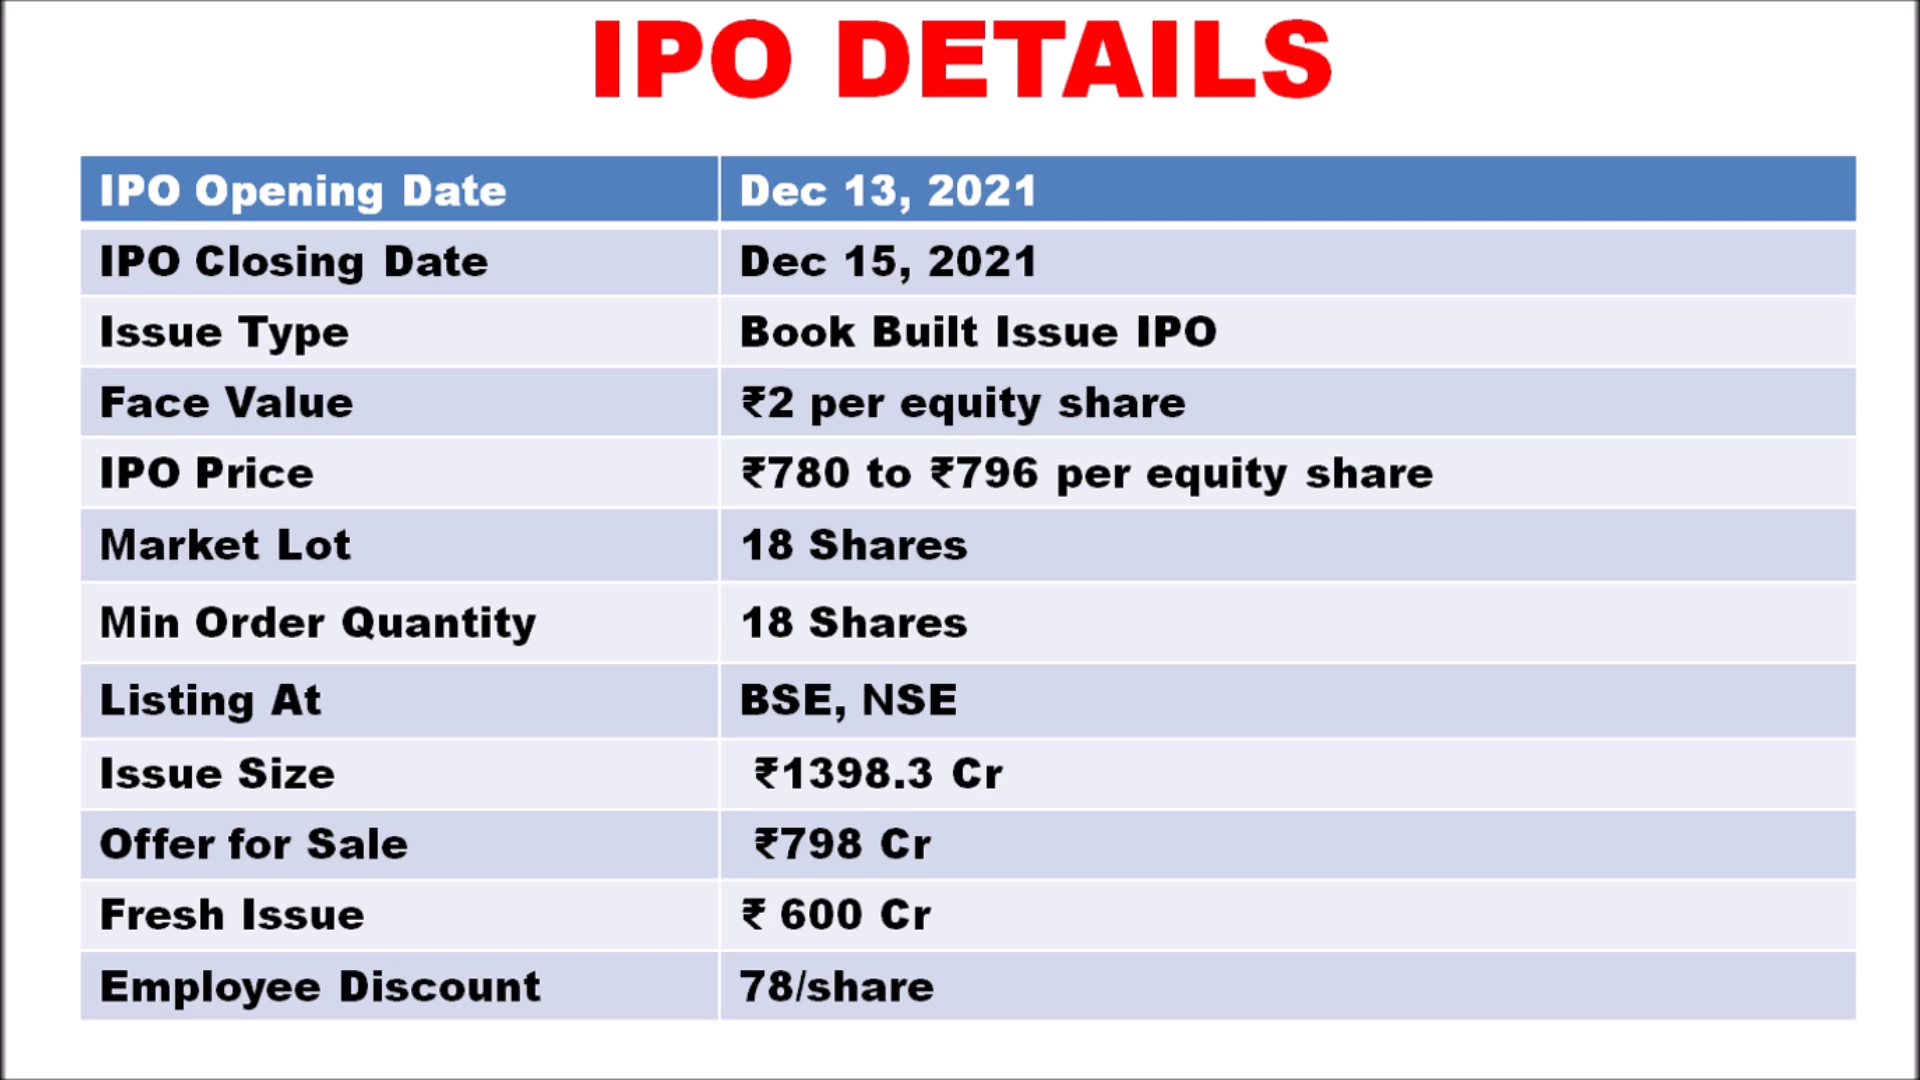 IPO DETAILS
IPO Opening Date Dec 13, 2021
IPO Closing Date Dec 15, 2021
Issue Type Book Built Issue IPO
Face Value ₹2 per equity share
IPO Price ₹780 to ₹796 per equity share
Market Lot 18 Shares
Min Order Quantity 18 Shares
Listing At BSE, NSE
Issue Size ₹1398.3 Cr
Offer for Sale ₹798 Cr
Fresh Issue ₹ 600 Cr
Employee Discount 78/share